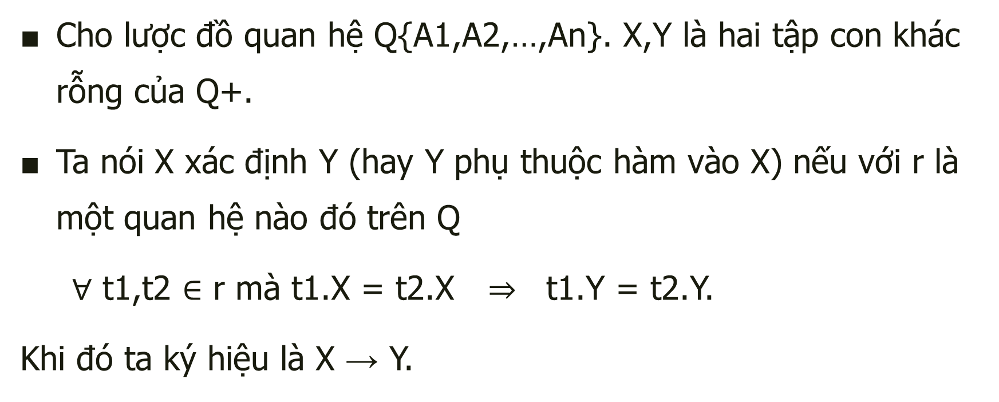 ▪ Cho lược đồ quan hệ Q{A1,A2,…,An}. X,Y là hai tập con khác
rỗng của Q+.
▪ Ta nói X xác định Y (hay Y phụ thuộc hàm vào X) nếu với r là
một quan hệ nào đó trên Q
∀ t1,t2 ∈ r mà t1.X = t2.X ⇒ t1.Y = t2.Y.
Khi đó ta ký hiệu là X → Y.